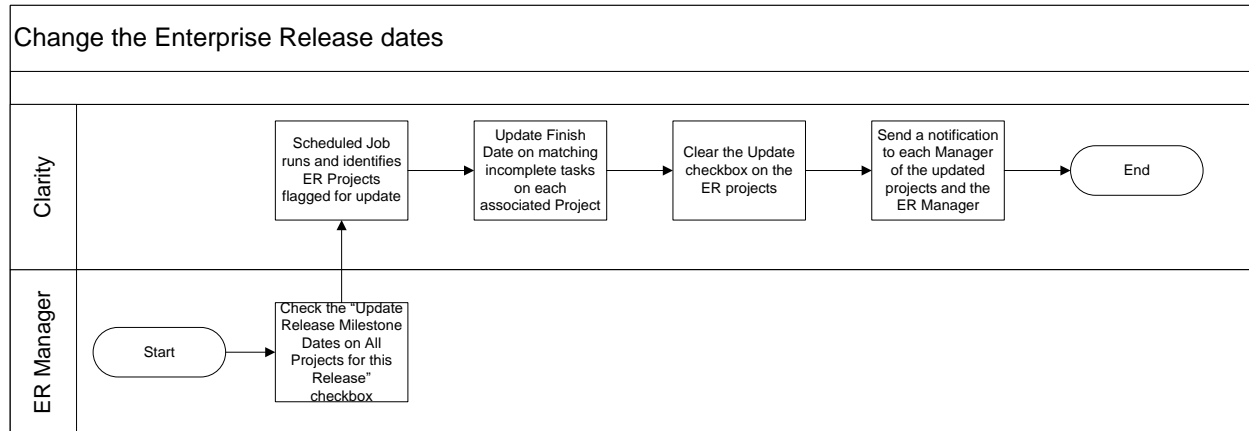 Change the Enterprise Release dates
Clarity
Scheduled Job
runs and identifies
ER Projects
flagged for update
Update Finish
Date on matching
incomplete tasks
on each
associated Project
Clear the Update
checkbox on the
ER projects
Send a notification
to each Manager
of the updated
projects and the
ER Manager
End
ER Manager
Start
Check the “Update
Release Milestone
Dates on All
Projects for this
Release”
checkbox